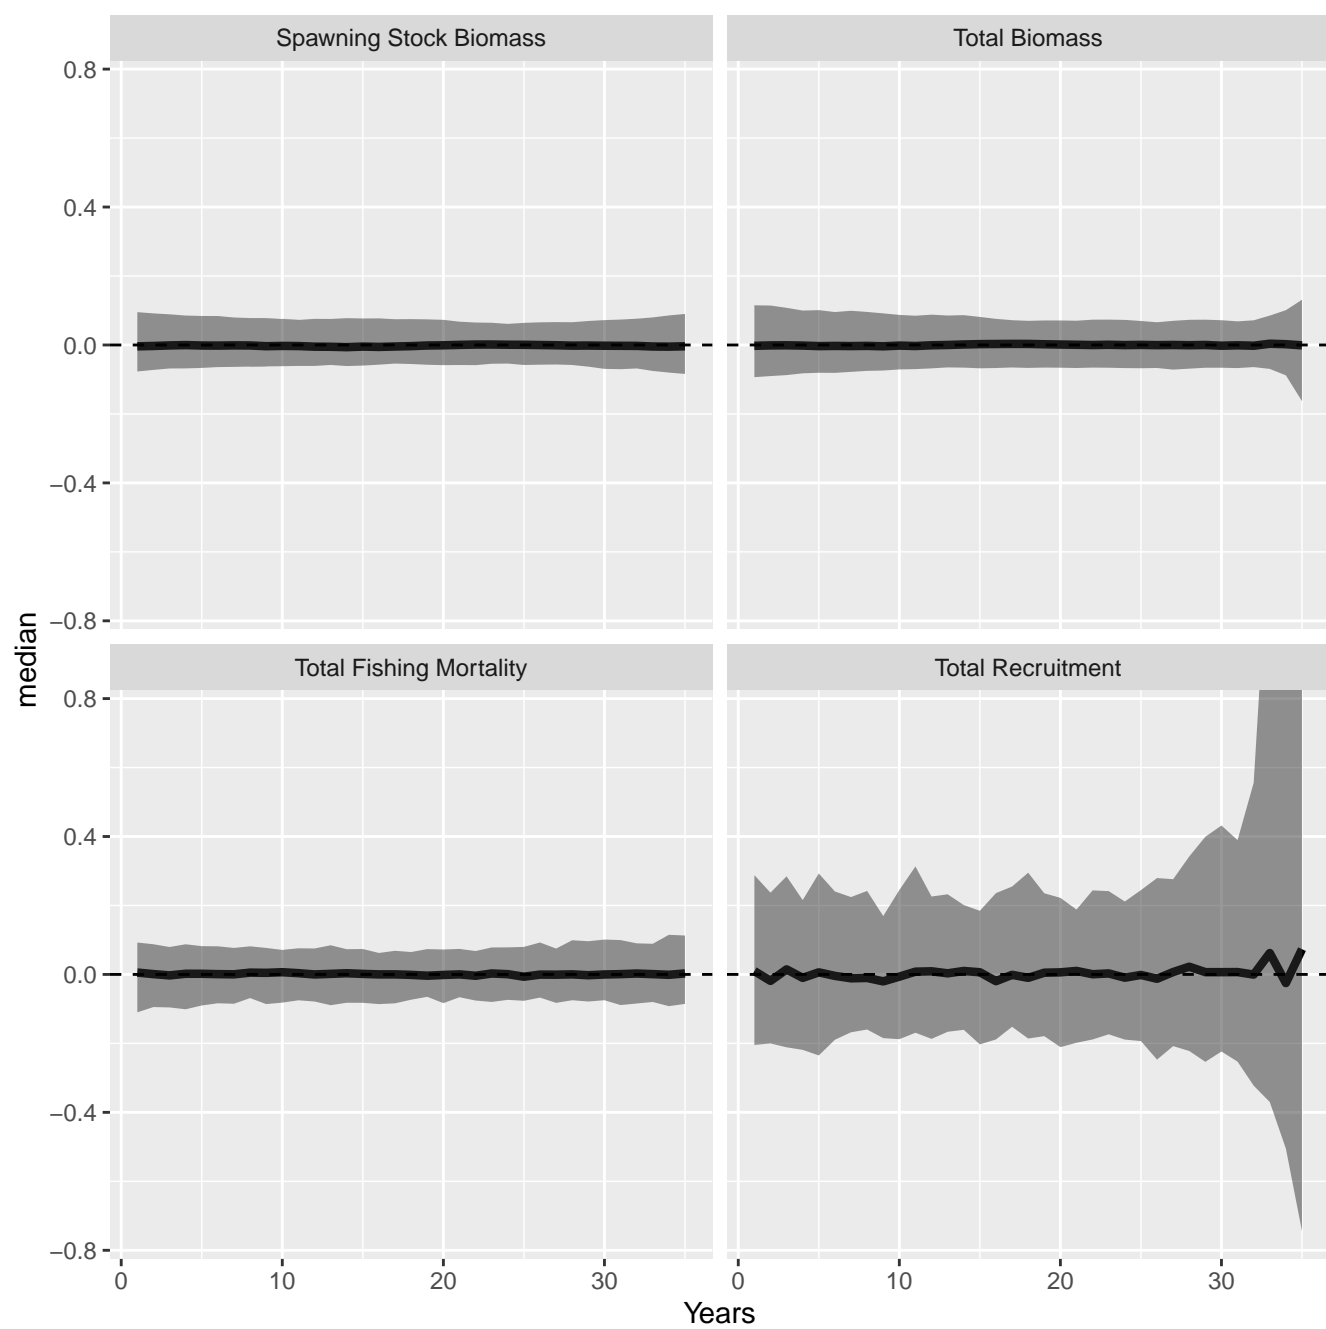 Spawning Stock Biomass
Total Biomass
0.8
0.4
0.0
−0.4
−0.8
median
Total Fishing Mortality
Total Recruitment
0.8
0.4
0.0
−0.4
−0.8
0 10 20 30
0 10 20 30
Years